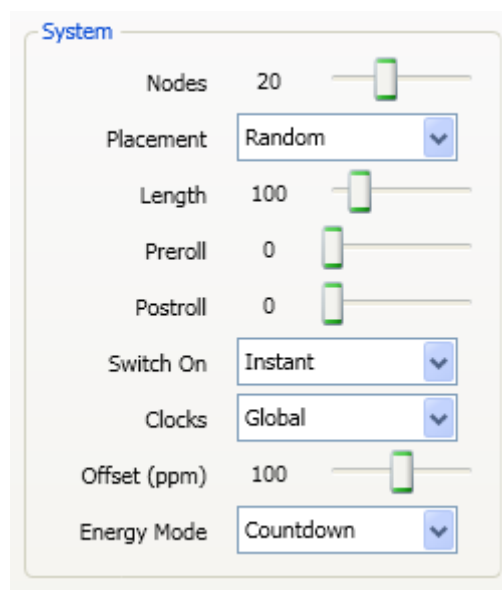 System
Nodes 20
Placement Random
Length 100
Preroll 0
Postroll 0
Switch On Instant
Clocks Global
Offset (ppm) 100
Energy Mode Countdown